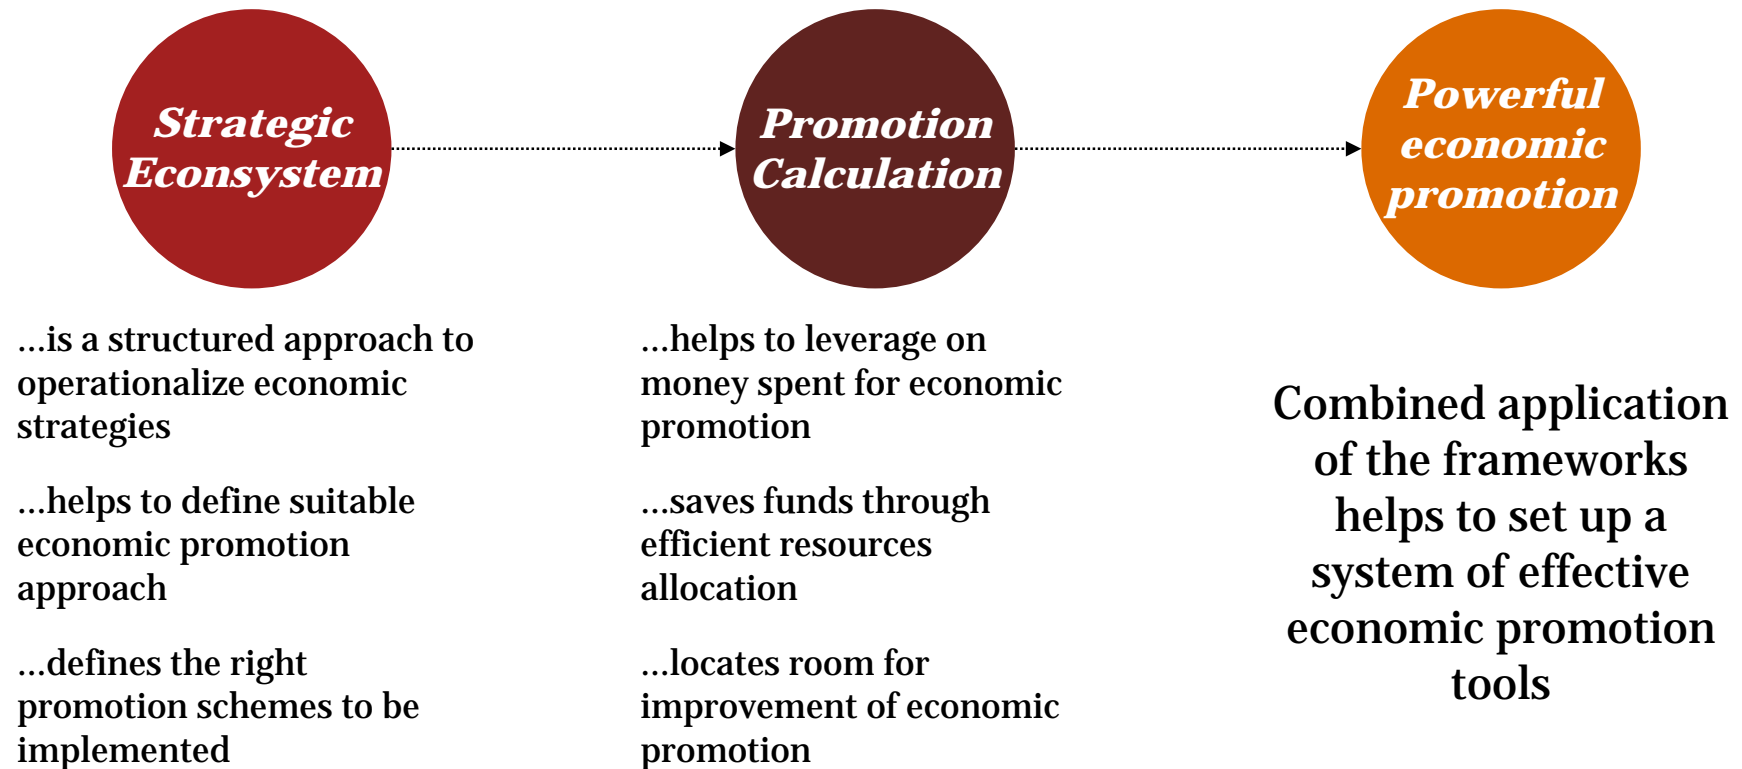 Strategic
Econsystem
Promotion
Calculation
Powerful
economic
promotion
...is a structured approach to
operationalize economic
strategies
...helps to define suitable
economic promotion
approach
...defines the right
promotion schemes to be
implemented
...helps to leverage on
money spent for economic
promotion
...saves funds through
efficient resources
allocation
...locates room for
improvement of economic
promotion
Combined application
of the frameworks
helps to set up a
system of effective
economic promotion
tools